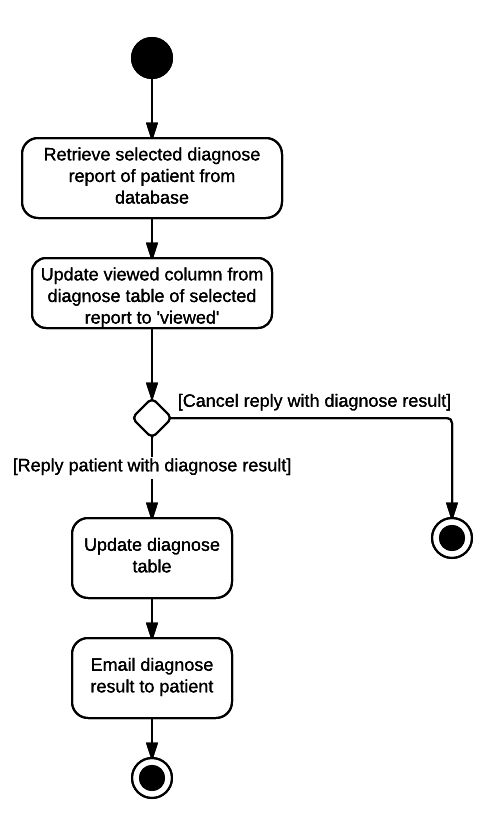 Retrieve selected diagnose
report of patient from
database
Update viewed column from
diagnose table of selected
report to 'viewed'
[Cancel reply with diagnose result]
[Reply patient with diagnose result]
Update diagnose
table
Email diagnose
result to patient